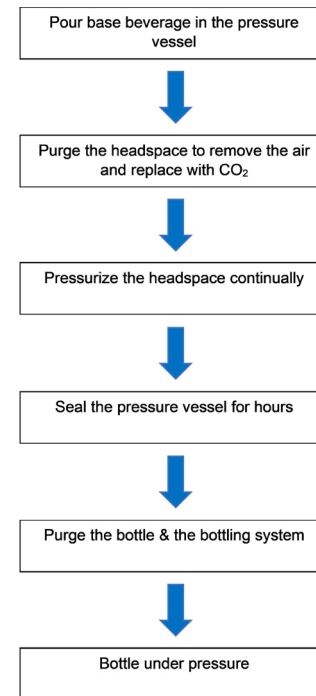 Pour base beverage in the pressure
vessel
Purge the headspace to remove the air
and replace with CO₂
Pressurize the headspace continually
Seal the pressure vessel for hours
Purge the bottle & the bottling system
Bottle under pressure